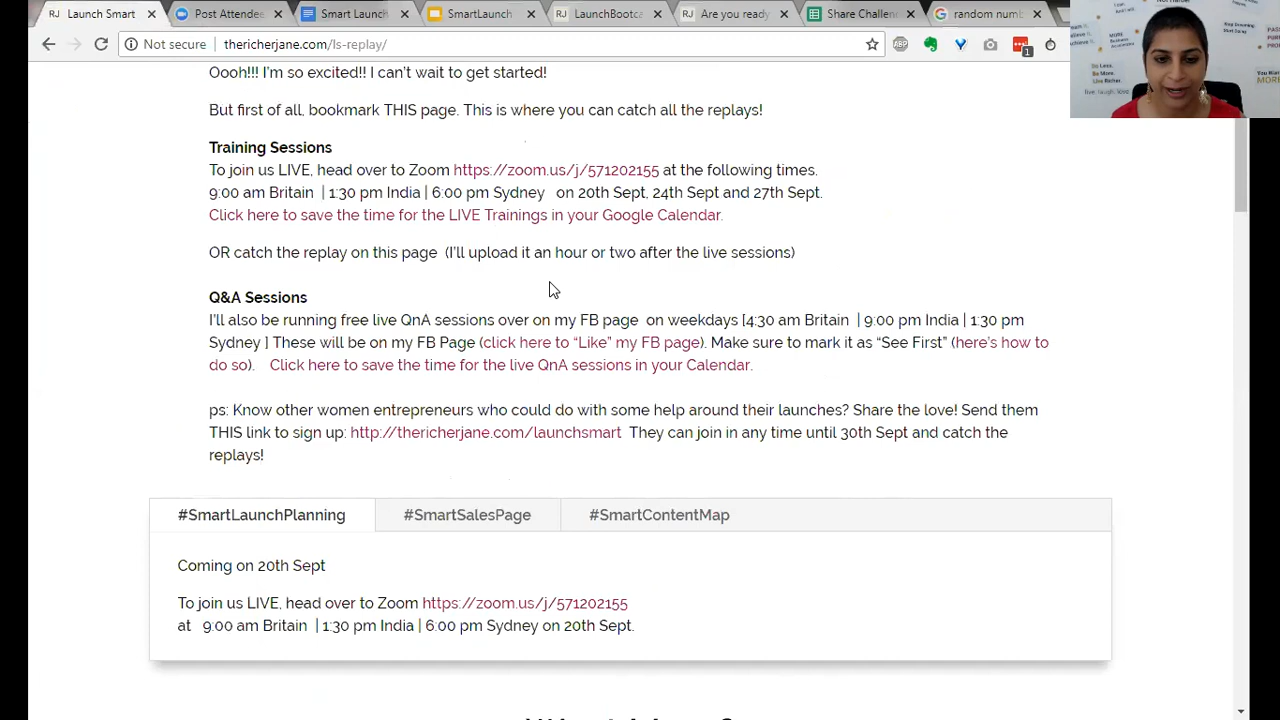 Launch Smart
Post Attendee
Smart Launch
LaunchBootca
Are you ready
Share Challen
random numb
Not secure | thericherjane.com/ls-replay/
Oooh!!! I'm so excited!! I can't wait to get started!
But first of all, bookmark THIS page. This is where you can catch all the replays!
Training Sessions
To join us LIVE, head over to Zoom https://zoom.us/j/571202155 at the following times.
9:00 am Britain | 1:30 pm India | 6:00 pm Sydney on 20th Sept, 24th Sept and 27th Sept.
Click here to save the time for the LIVE Trainings in your Google Calendar.
OR catch the replay on this page (I'll upload it an hour or two after the live sessions)
Q&A Sessions
I'll also be running free live QnA sessions over on my FB page on weekdays [4:30 am Britain | 9:00 pm India | 1:30 pm
Sydney ] These will be on my FB Page (click here to “Like” my FB page). Make sure to mark it as “See First” (here's how to
do so). Click here to save the time for the live QnA sessions in your Calendar.
ps: Know other women entrepreneurs who could do with some help around their launches? Share the love! Send them
THIS link to sign up: http://thericherjane.com/launchsmart They can join in any time until 30th Sept and catch the
replays!
#SmartLaunchPlanning #SmartSalesPage #SmartContentMap
Coming on 20th Sept
To join us LIVE, head over to Zoom https://zoom.us/j/571202155
at 9:00 am Britain | 1:30 pm India | 6:00 pm Sydney on 20th Sept.